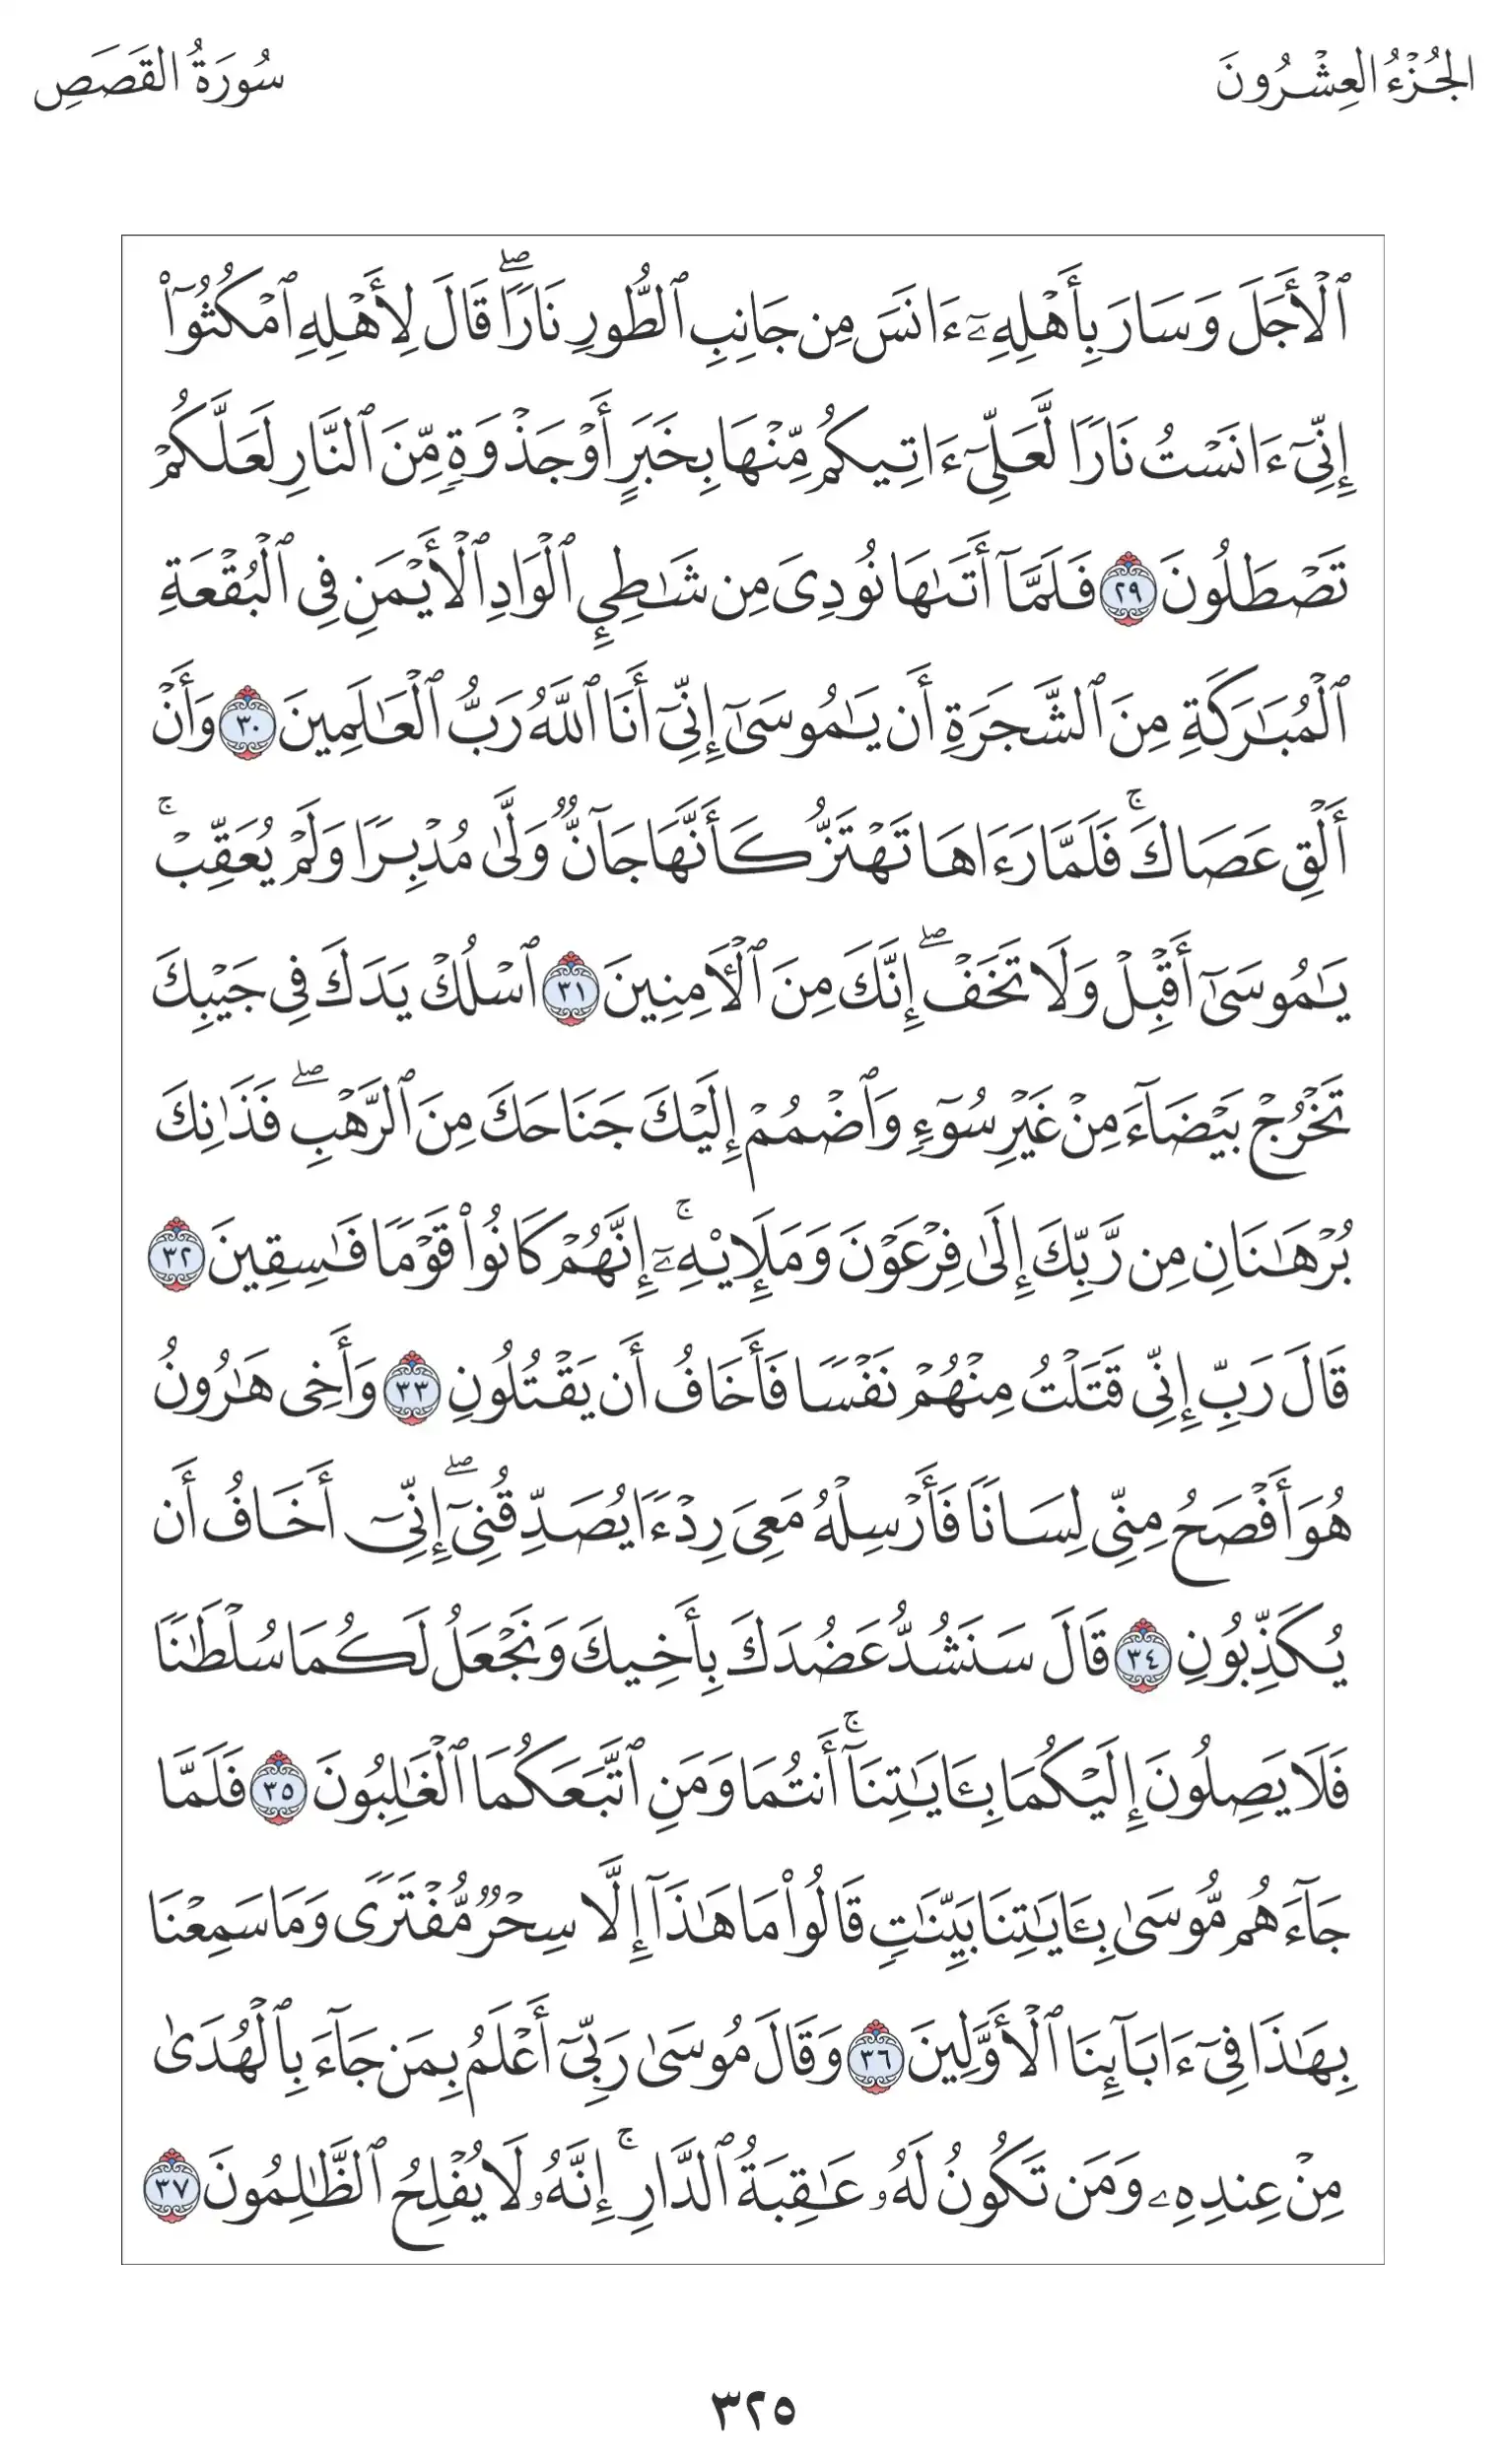 الجُزْءُ العِشْرُونَ
سُورَةُ القَصَصِ
ٱلْأَجَلَ وَسَارَ بِأَهْلِهِۦٓ ءَانَسَ مِن جَانِبِ ٱلطُّورِ نَارًاۖ قَالَ لِأَهْلِهِ ٱمْكُثُوٓا۟
إِنِّىٓ ءَانَسْتُ نَارًا لَّعَلِّىٓ ءَاتِيكُم مِّنْهَا بِخَبَرٍ أَوْ جَذْوَةٍ مِّنَ ٱلنَّارِ لَعَلَّكُمْ
تَصْطَلُونَ ٢٩ فَلَمَّآ أَتَىٰهَا نُودِىَ مِن شَـٰطِئِ ٱلْوَادِ ٱلْأَيْمَنِ فِى ٱلْبُقْعَةِ
ٱلْمُبَـٰرَكَةِ مِنَ ٱلشَّجَرَةِ أَن يَـٰمُوسَىٰٓ إِنِّىٓ أَنَا ٱللَّهُ رَبُّ ٱلْعَـٰلَمِينَ ٣٠ وَأَنْ
أَلْقِ عَصَاكَۚ فَلَمَّا رَءَاهَا تَهْتَزُّ كَأَنَّهَا جَآنٌّ وَلَّىٰ مُدْبِرًا وَلَمْ يُعَقِّبْۚ
يَـٰمُوسَىٰٓ أَقْبِلْ وَلَا تَخَفْۖ إِنَّكَ مِنَ ٱلْـَٔامِنِينَ ٣١ ٱسْلُكْ يَدَكَ فِى جَيْبِكَ
تَخْرُجْ بَيْضَآءَ مِنْ غَيْرِ سُوٓءٍ وَٱضْمُمْ إِلَيْكَ جَنَاحَكَ مِنَ ٱلرَّهْبِۖ فَذَٰنِكَ
بُرْهَـٰنَانِ مِن رَّبِّكَ إِلَىٰ فِرْعَوْنَ وَمَلَإِي۟هِۦٓۚ إِنَّهُمْ كَانُوا۟ قَوْمًا فَـٰسِقِينَ ٣٢
قَالَ رَبِّ إِنِّى قَتَلْتُ مِنْهُمْ نَفْسًا فَأَخَافُ أَن يَقْتُلُونِ ٣٣ وَأَخِى هَـٰرُونُ
هُوَ أَفْصَحُ مِنِّى لِسَانًا فَأَرْسِلْهُ مَعِىَ رِدْءًا يُصَدِّقُنِىٓۖ إِنِّىٓ أَخَافُ أَن
يُكَذِّبُونِ ٣٤ قَالَ سَنَشُدُّ عَضُدَكَ بِأَخِيكَ وَنَجْعَلُ لَكُمَا سُلْطَـٰنًا
فَلَا يَصِلُونَ إِلَيْكُمَا بِـَٔايَـٰتِنَآۚ أَنتُمَا وَمَنِ ٱتَّبَعَكُمَا ٱلْغَـٰلِبُونَ ٣٥ فَلَمَّا
جَآءَهُم مُّوسَىٰ بِـَٔايَـٰتِنَا بَيِّنَـٰتٍ قَالُوا۟ مَا هَـٰذَآ إِلَّا سِحْرٌ مُّفْتَرًى وَمَا سَمِعْنَا
بِهَـٰذَا فِىٓ ءَابَآئِنَا ٱلْأَوَّلِينَ ٣٦ وَقَالَ مُوسَىٰ رَبِّىٓ أَعْلَمُ بِمَن جَآءَ بِٱلْهُدَىٰ
مِنْ عِندِهِۦ وَمَن تَكُونُ لَهُۥ عَـٰقِبَةُ ٱلدَّارِۚ إِنَّهُۥ لَا يُفْلِحُ ٱلظَّـٰلِمُونَ ٣٧
٣٢٥